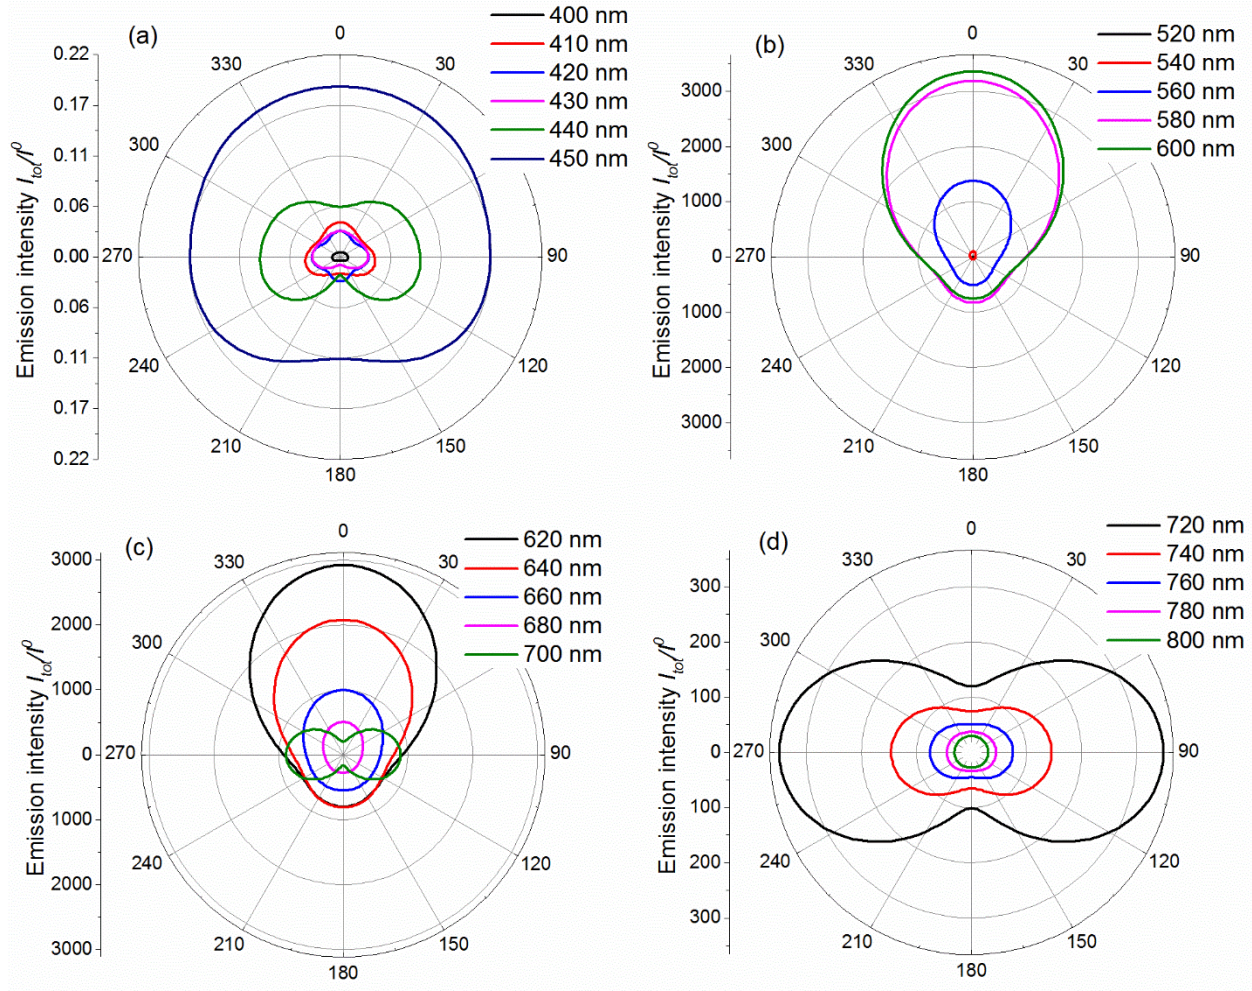 (a)
0
30
90
120
150
180
210
240
270
300
330
400 nm
410 nm
420 nm
430 nm
440 nm
450 nm
0.22
0.17
0.11
0.06
0.00
0.06
0.11
0.17
0.22
Emission intensity I_tot/I^0
(b)
0
30
90
120
150
180
210
240
270
300
330
520 nm
540 nm
560 nm
580 nm
600 nm
3000
2000
1000
0
1000
2000
3000
Emission intensity I_tot/I^0
(c)
0
30
90
120
150
180
210
240
270
300
330
620 nm
640 nm
660 nm
680 nm
700 nm
3000
2000
1000
0
1000
2000
3000
Emission intensity I_tot/I^0
(d)
0
30
90
120
150
180
210
240
270
300
330
720 nm
740 nm
760 nm
780 nm
800 nm
300
200
100
0
100
200
300
Emission intensity I_tot/I^0